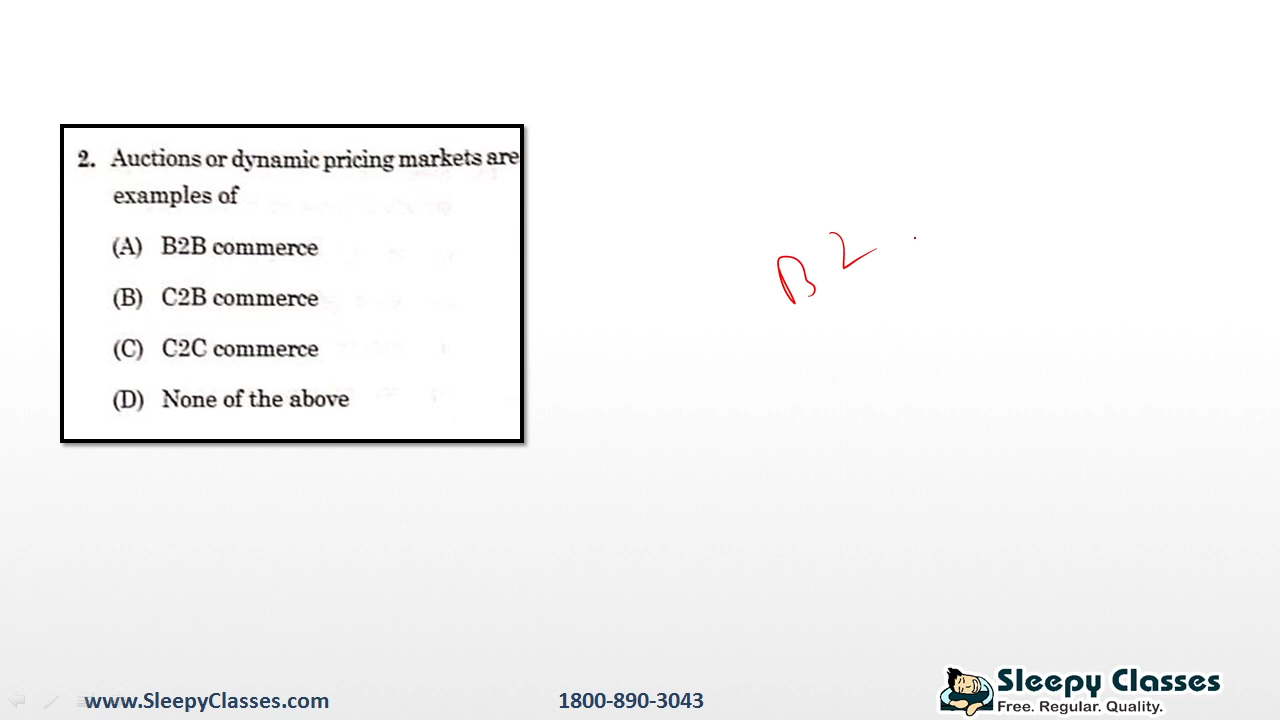 2. Auctions or dynamic pricing markets are
examples of
(A) B2B commerce
(B) C2B commerce
(C) C2C commerce
(D) None of the above
B 2
www.SleepyClasses.com
1800-890-3043
Sleepy Classes
Free. Regular. Quality.